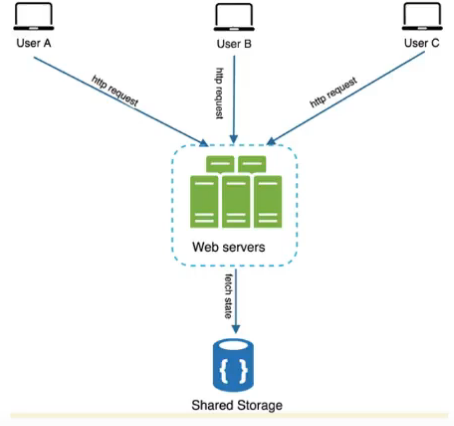 User A
User B
User C
http request
http request
http request
Web servers
fetch state
{ }
Shared Storage